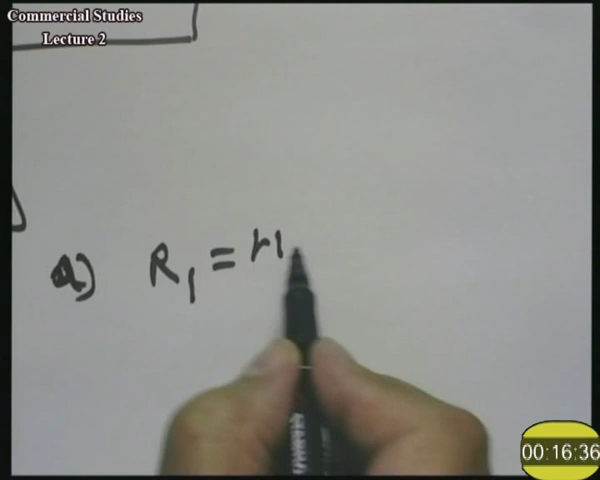 Commercial Studies
Lecture 2
a) R₁ = r1
00:16:36